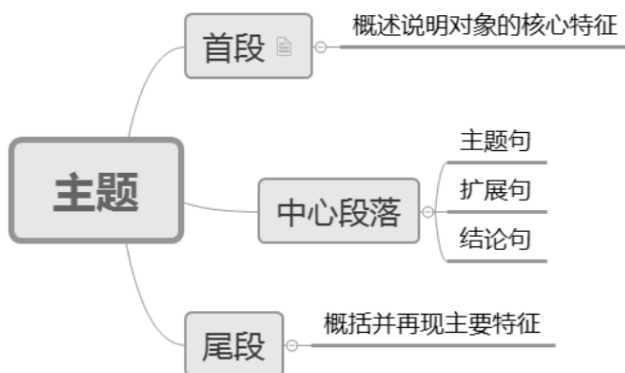 首段
概述说明对象的核心特征
主题
中心段落
主题句
扩展句
结论句
尾段
概括并再现主要特征